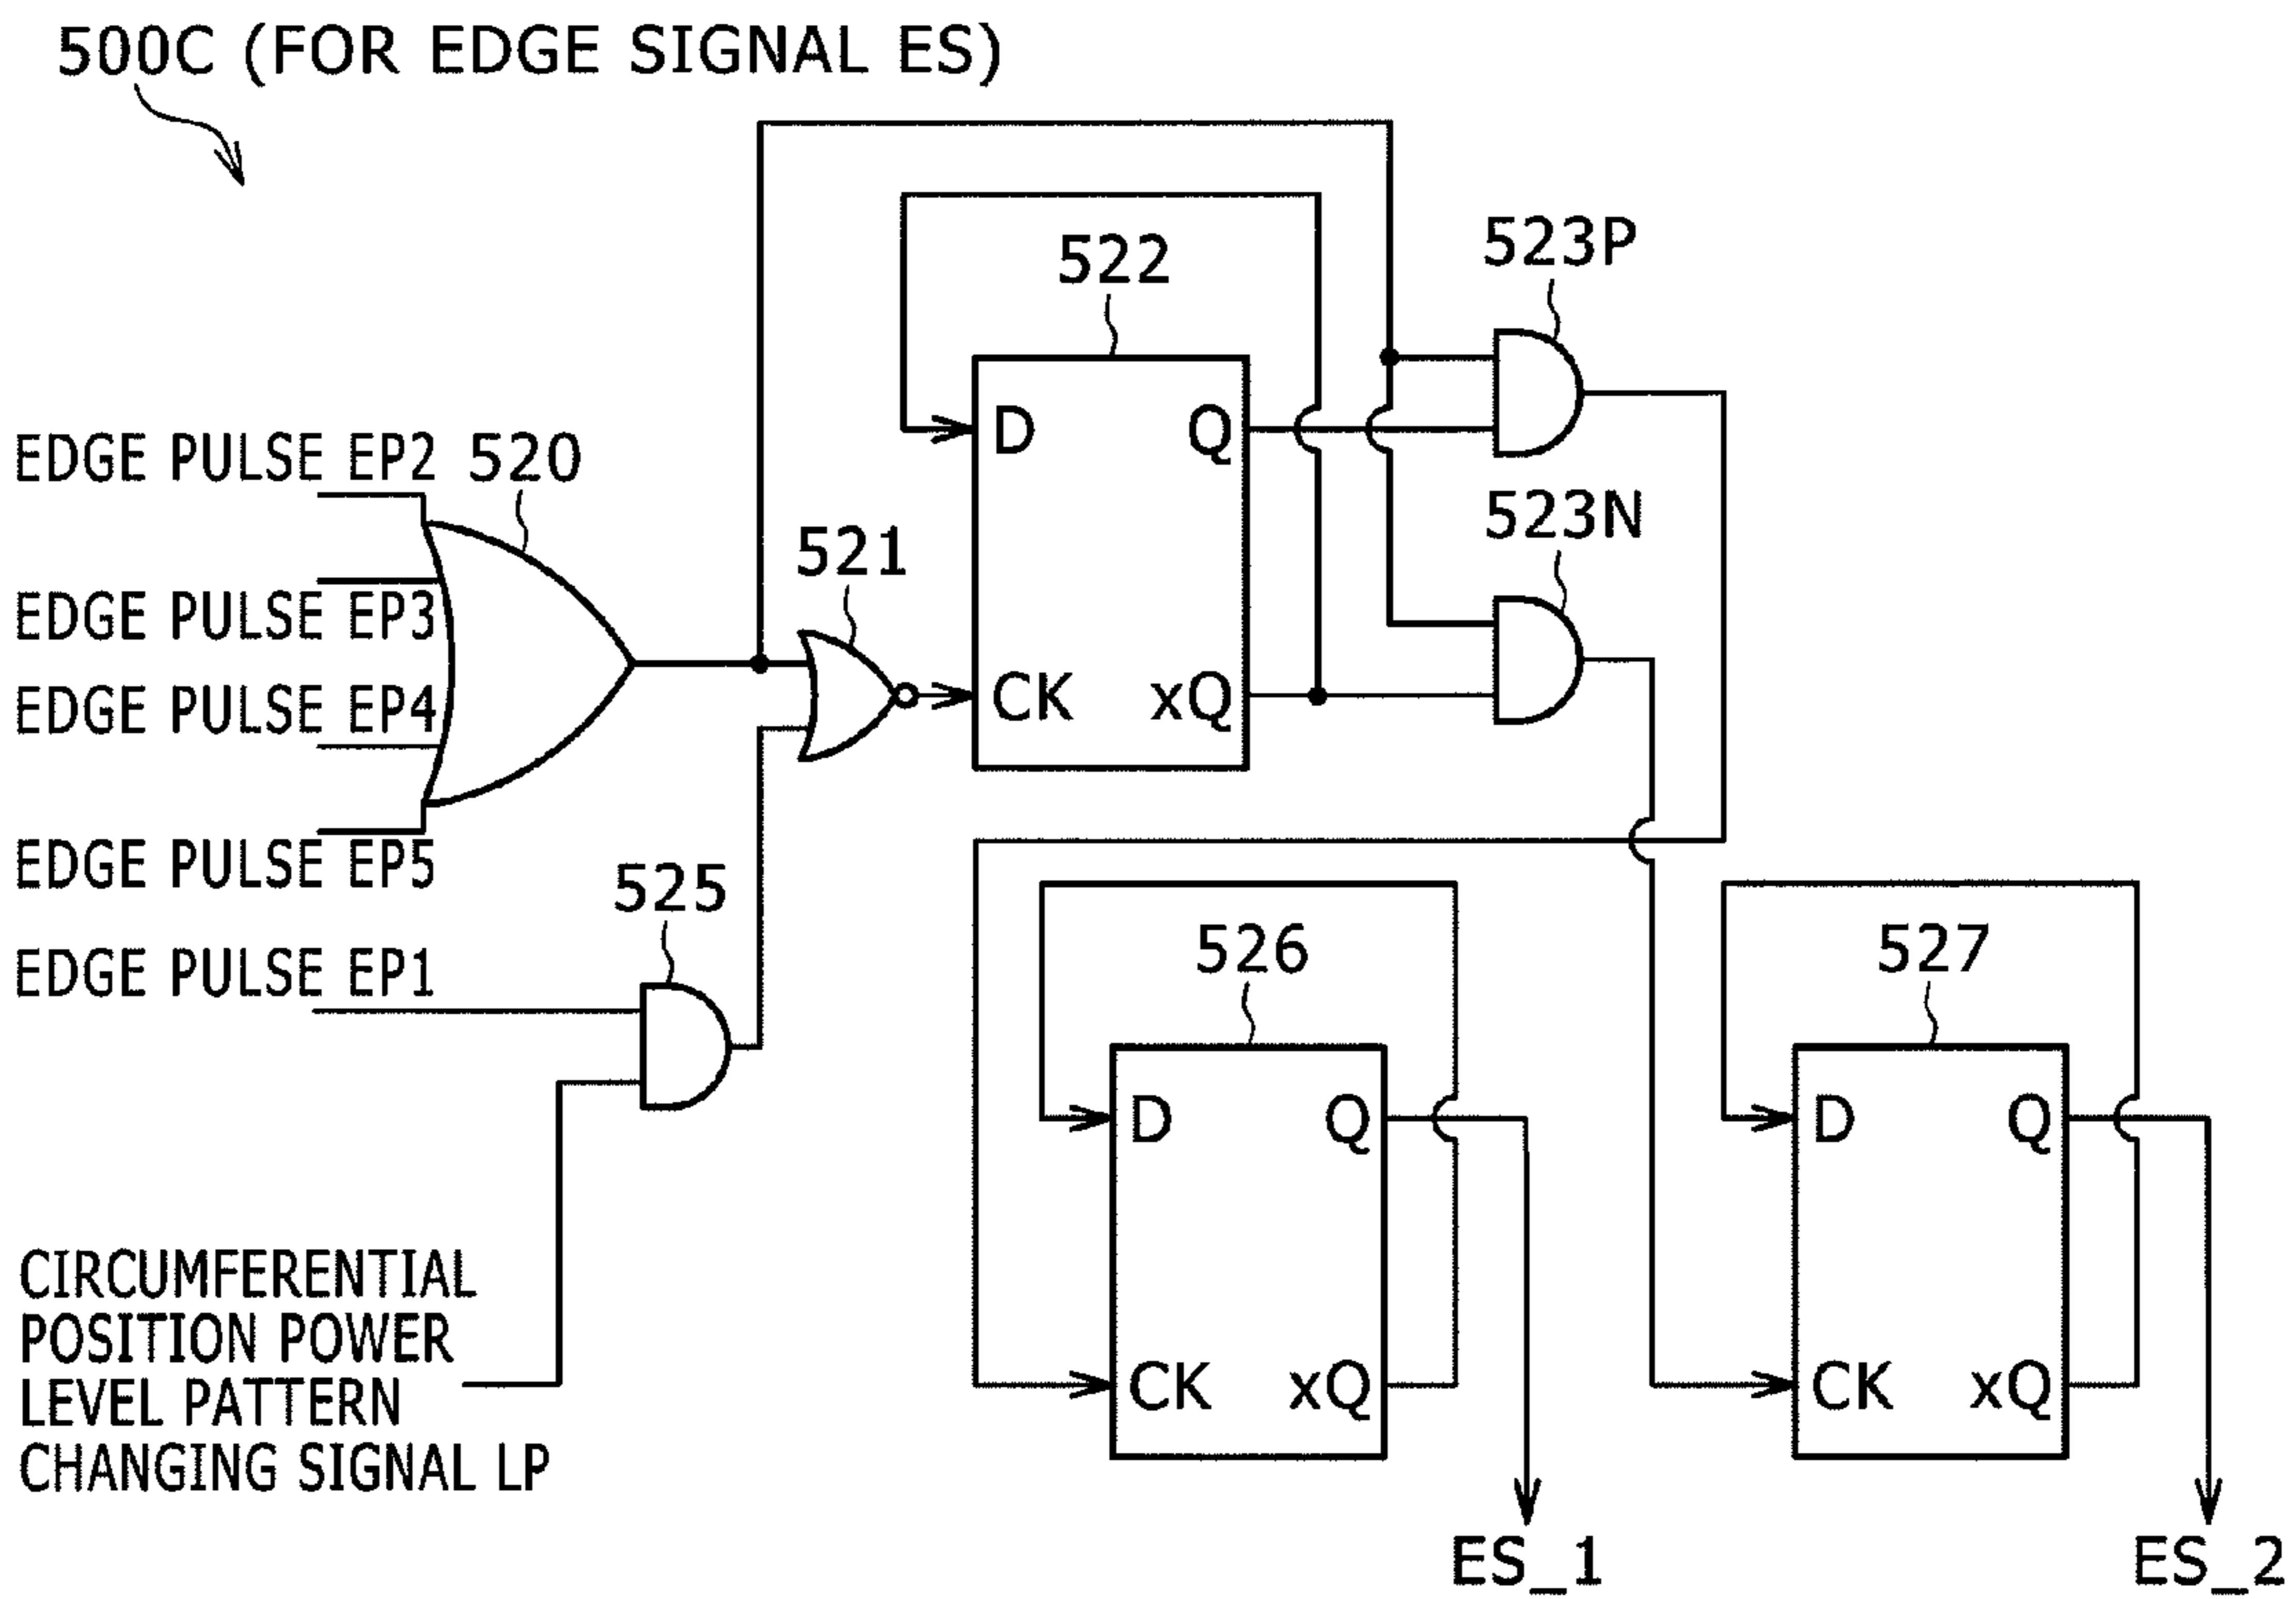 500C (FOR EDGE SIGNAL ES)
522
523P
EDGE PULSE EP2
520
523N
521
EDGE PULSE EP3
D
Q
EDGE PULSE EP4
CK
xQ
EDGE PULSE EP5
525
EDGE PULSE EP1
526
527
D
Q
D
Q
CIRCUMFERENTIAL
POSITION POWER
LEVEL PATTERN
CHANGING SIGNAL LP
CK
xQ
CK
xQ
ES_1
ES_2